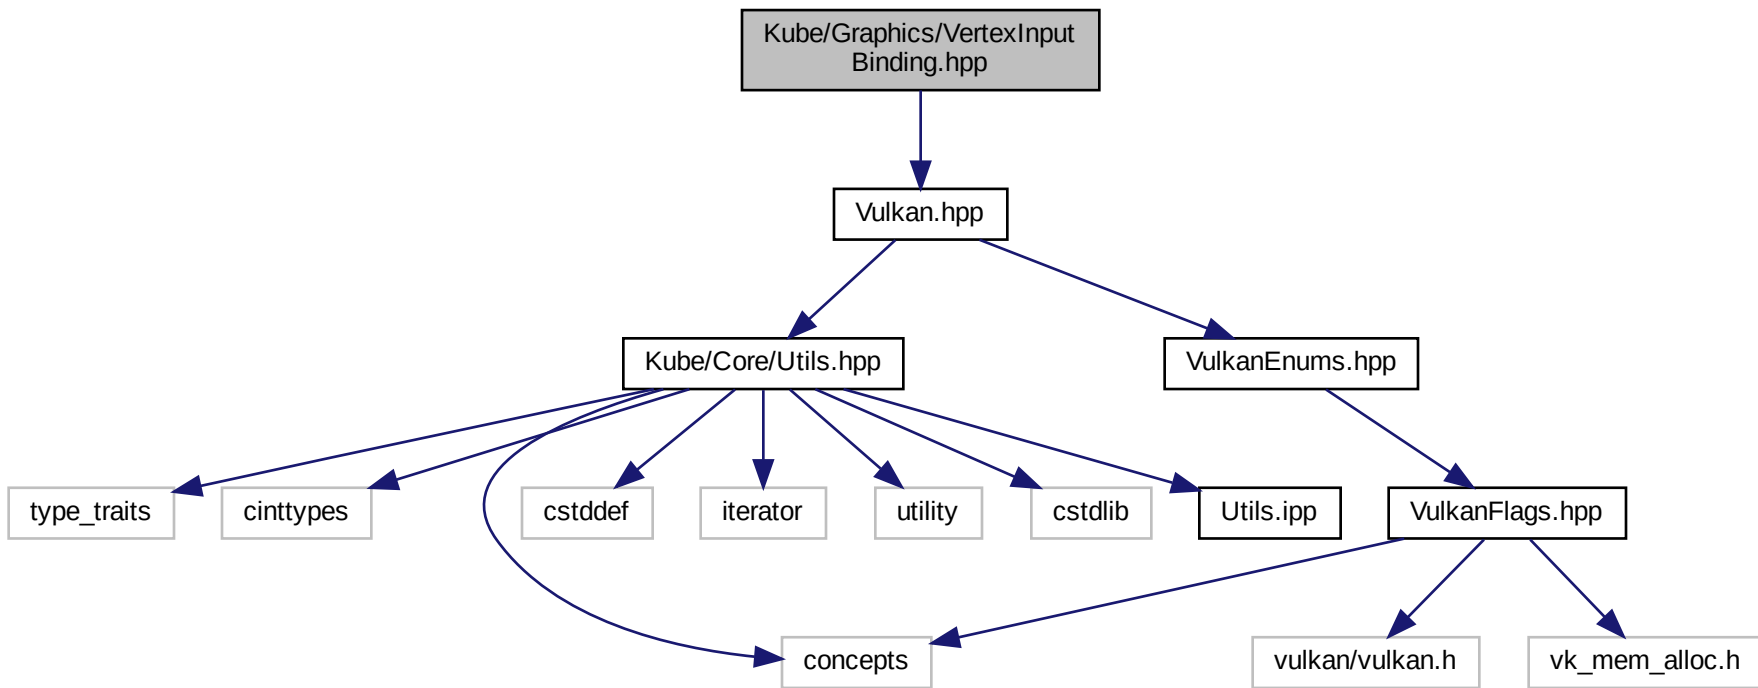 Kube/Graphics/VertexInput
Binding.hpp
Vulkan.hpp
Kube/Core/Utils.hpp
VulkanEnums.hpp
type_traits
cinttypes
cstddef
iterator
utility
cstdlib
Utils.ipp
VulkanFlags.hpp
concepts
vulkan/vulkan.h
vk_mem_alloc.h